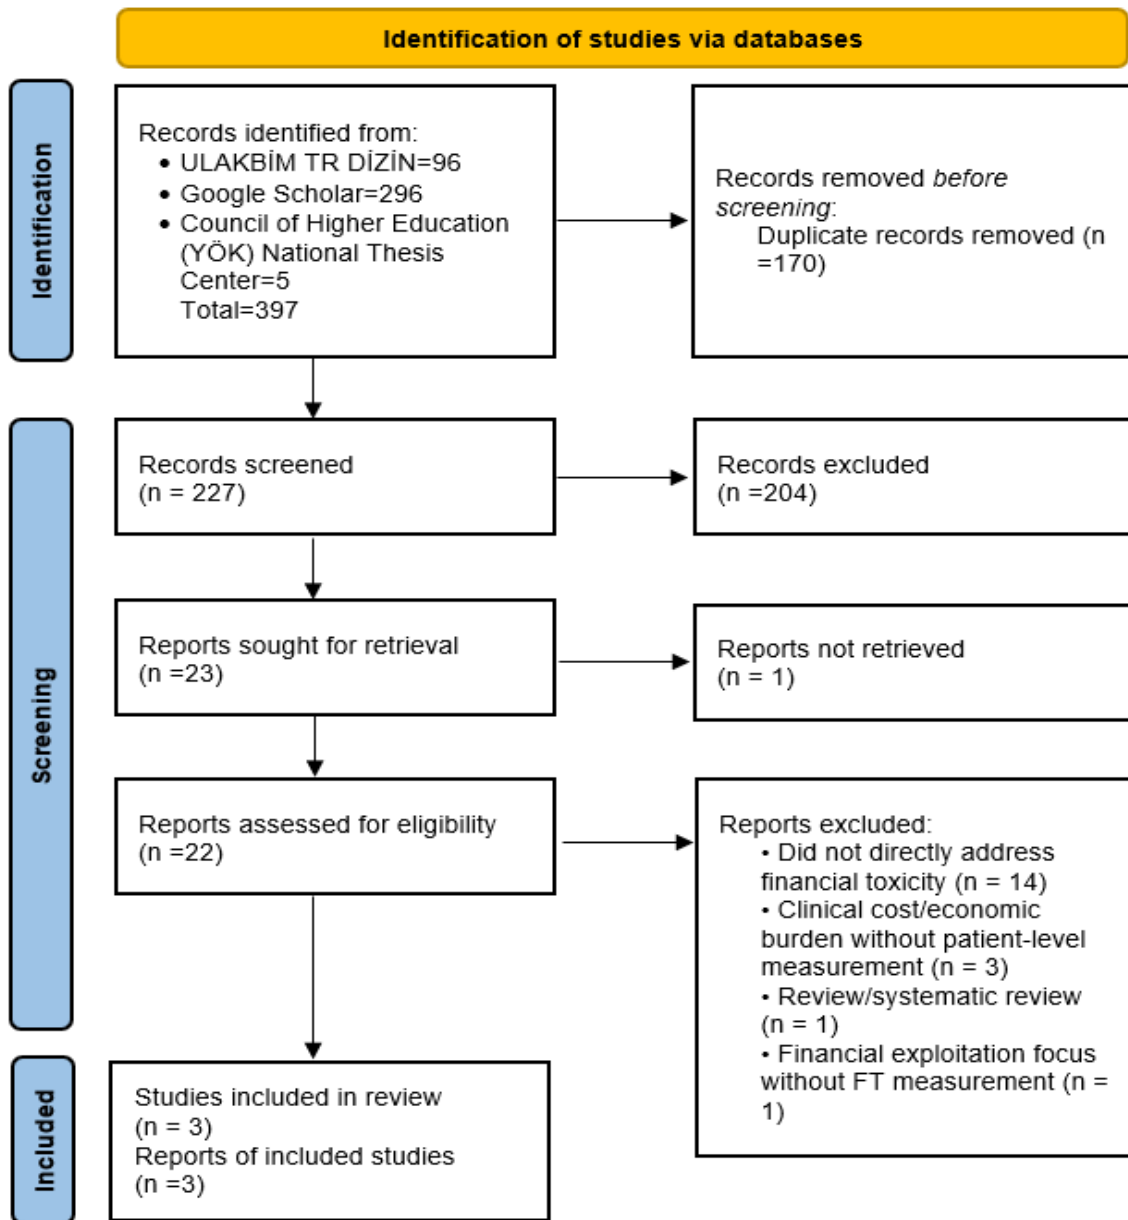 Identification of studies via databases
Identification
Records identified from:
• ULAKBİM TR DİZİN=96
• Google Scholar=296
• Council of Higher Education
(YÖK) National Thesis
Center=5
Total=397
Records removed before
screening:
Duplicate records removed (n
=170)
Screening
Records screened
(n = 227)
Records excluded
(n =204)
Reports sought for retrieval
(n =23)
Reports not retrieved
(n = 1)
Reports assessed for eligibility
(n =22)
Reports excluded:
• Did not directly address
financial toxicity (n = 14)
• Clinical cost/economic
burden without patient-level
measurement (n = 3)
• Review/systematic review
(n = 1)
• Financial exploitation focus
without FT measurement (n =
1)
Included
Studies included in review
(n = 3)
Reports of included studies
(n =3)